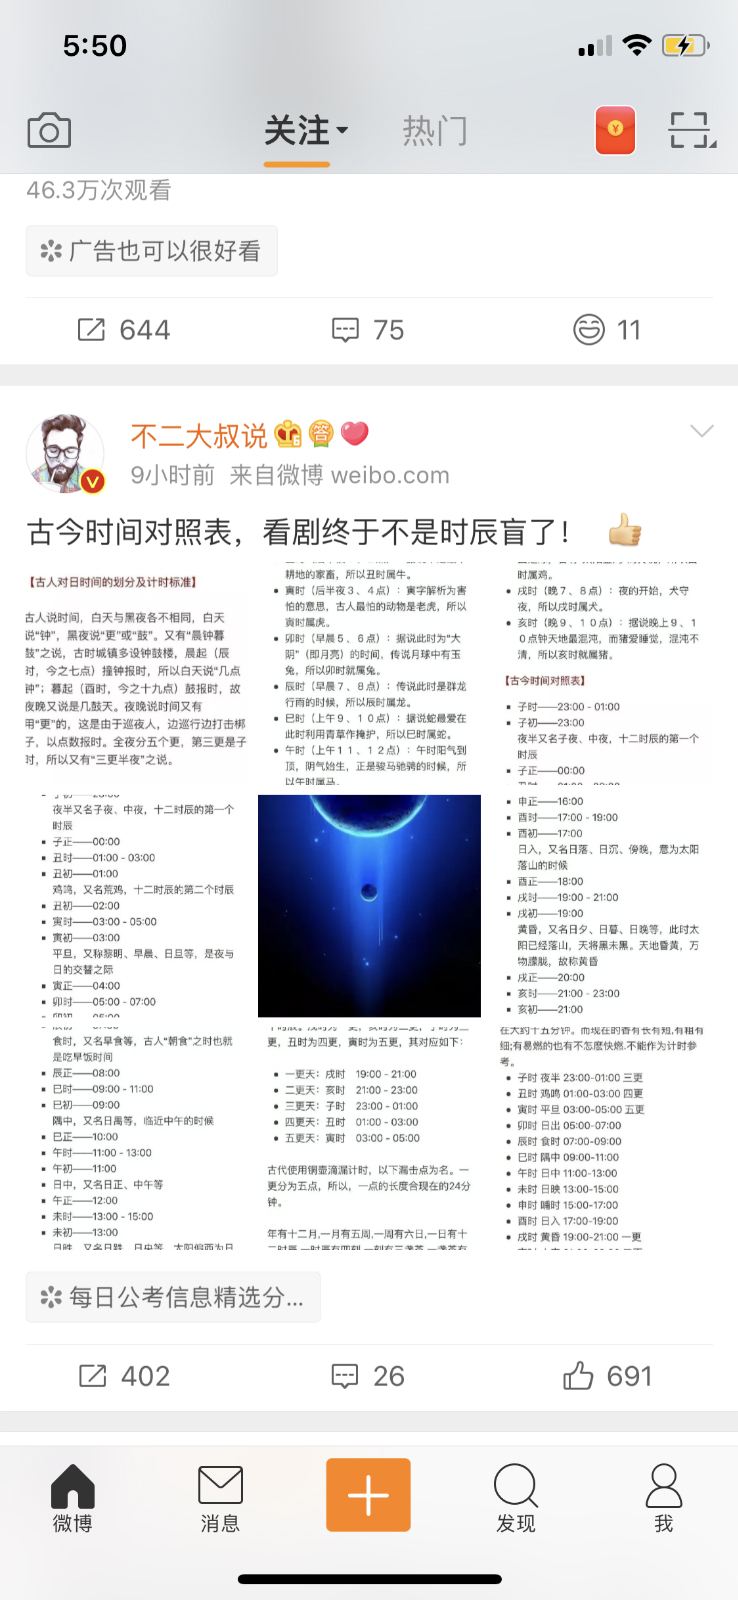 5:50
关注
热门
46.3万次观看
广告也可以很好看
644
75
11
不二大叔说
9小时前 来自微博 weibo.com
古今时间对照表，看剧终于不是时辰盲了！
【古人对日时间的划分及计时标准】
古人说时间，白天与黑夜各不相同，白天
说“钟”，黑夜说“更”或“鼓”。又有“晨钟暮
鼓”之说，古时城镇多设钟鼓楼，晨起（辰
时，今之七点）撞钟报时，所以白天说“几点
钟”；暮起（酉时，今之十九点）鼓报时，故
夜晚又说是几鼓天。夜晚说时间又有
用“更”的，这是由于巡夜人，边巡行边打击梆
子，以点数报时。全夜分五个更，第三更是子
时，所以又有“三更半夜”之说。
耕地的家畜，所以丑时属牛。
寅时（后半夜３、４点）：寅字解析为害
怕的意思，古人最怕的动物是老虎，所以
寅时属虎。
卯时（早晨５、６点）：据说此时为“大
阴”（即月亮）的时间，传说月球中有玉
兔，所以卯时就属兔。
辰时（早晨７、８点）：传说此时是群龙
行雨的时候，所以辰时属龙。
巳时（上午９、１０点）：据说蛇最爱在
此时利用青草作掩护，所以巳时属蛇。
午时（上午１１、１２点）：午时阳气到
顶，阴气始生，正是骏马驰骋的时候，所
以午时属马。
时属鸡。
戌时（晚７、８点）：夜的开始，犬守
夜，所以戌时属犬。
亥时（晚９、１０点）：据说晚上９、１
０点钟天地最混沌，而猪爱睡觉，混沌不
清，所以亥时就属猪。
【古今时间对照表】
子时——23:00 - 01:00
子初——23:00
夜半又名子夜、中夜，十二时辰的第一个
时辰
子正——00:00
夜半又名子夜、中夜，十二时辰的第一个
时辰
子正——00:00
丑时——01:00 - 03:00
丑初——01:00
鸡鸣，又名荒鸡，十二时辰的第二个时辰
丑初——02:00
寅时——03:00 - 05:00
寅初——03:00
平旦，又称黎明、早晨、日旦等，是夜与
日的交替之际
寅正——04:00
卯时——05:00 - 07:00
申正——16:00
酉时——17:00 - 19:00
酉初——17:00
日入，又名日落、日沉、傍晚，意为太阳
落山的时候
酉正——18:00
戌时——19:00 - 21:00
戌初——19:00
黄昏，又名日夕、日暮、日晚等，此时太
阳已经落山，天将黑未黑。天地昏黄，万
物朦胧，故称黄昏
戌正——20:00
亥时——21:00 - 23:00
亥初——21:00
食时，又名早食等，古人“朝食”之时也就
是吃早饭时间
辰正——08:00
巳时——09:00 - 11:00
巳初——09:00
隅中，又名日禺等，临近中午的时候
巳正——10:00
午时——11:00 - 13:00
午初——11:00
日中，又名日正、中午等
午正——12:00
未时——13:00 - 15:00
未初——13:00
更，丑时为四更，寅时为五更，其对应如下：
一更天：戌时 19:00 - 21:00
二更天：亥时 21:00 - 23:00
三更天：子时 23:00 - 01:00
四更天：丑时 01:00 - 03:00
五更天：寅时 03:00 - 05:00
古代使用铜壶滴漏计时，以下漏击点为名。一
更分为五点，所以，一点的长度合现在的24分
钟。
年有十二月,一月有五周,一周有六日,一日有十
在大约十五分钟。而现在的香有长有短,有粗有
细;有易燃的也有不怎麽快燃.不能作为计时参
考。
子时 夜半 23:00-01:00 三更
丑时 鸡鸣 01:00-03:00 四更
寅时 平旦 03:00-05:00 五更
卯时 日出 05:00-07:00
辰时 食时 07:00-09:00
巳时 隅中 09:00-11:00
午时 日中 11:00-13:00
未时 日昳 13:00-15:00
申时 哺时 15:00-17:00
酉时 日入 17:00-19:00
戌时 黄昏 19:00-21:00 一更
每日公考信息精选分...
402
26
691
微博
消息
发现
我